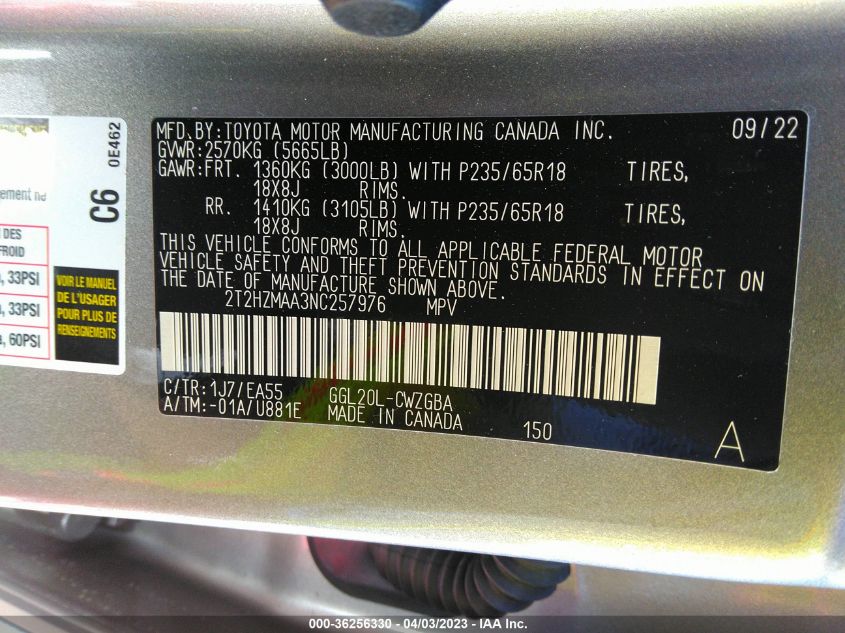 0E462
C6
ement na
DES
FROID
, 33PSI
, 33PSI
, 60PSI
VOIR LE MANUEL
DE L'USAGER
POUR PLUS DE
RENSEIGNEMENTS
MFD.BY:TOYOTA MOTOR MANUFACTURING CANADA INC. 09/22
GVWR:2570KG (5665LB)
GAWR:FRT. 1360KG (3000LB) WITH P235/65R18 TIRES,
18X8J RIMS.
RR. 1410KG (3105LB) WITH P235/65R18 TIRES,
18X8J RIMS.
THIS VEHICLE CONFORMS TO ALL APPLICABLE FEDERAL MOTOR
VEHICLE SAFETY AND THEFT PREVENTION STANDARDS IN EFFECT ON
THE DATE OF MANUFACTURE SHOWN ABOVE.
2T2HZMAA3NC257976 MPV
C/TR:1J7/EA55 GGL20L-CWZGBA
A/TM:-01A/U881E MADE IN CANADA
150
A
000-36256330 - 04/03/2023 - IAA Inc.